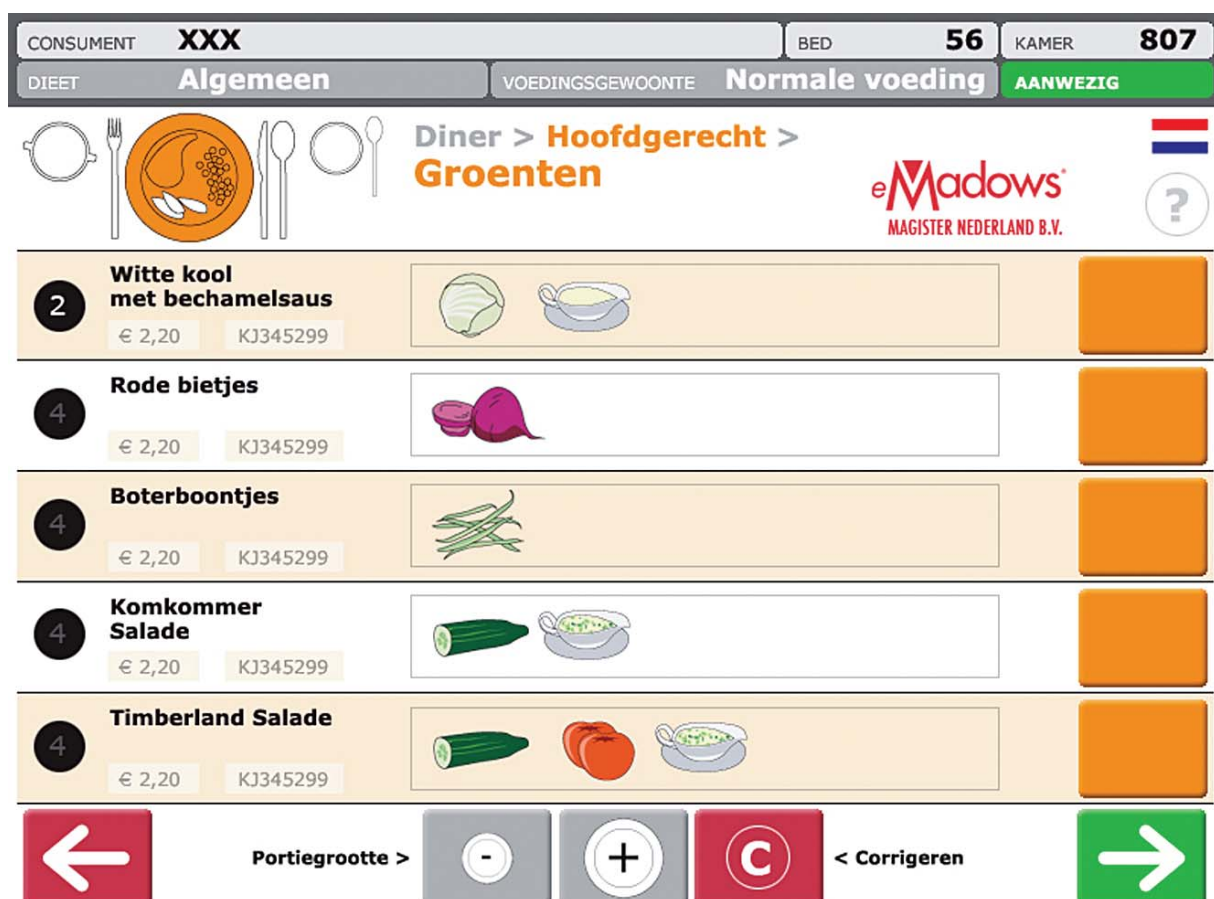 CONSUMENT XXX BED 56 KAMER 807
DIEET Algemeen VOEDINGSGEWOONTE Normale voeding AANWEZIG
Diner > Hoofdgerecht >
Groenten
eMadows
MAGISTER NEDERLAND B.V.
?
2
Witte kool
met bechamelsaus
€ 2,20 KJ345299
4
Rode bietjes
€ 2,20 KJ345299
4
Boterboontjes
€ 2,20 KJ345299
4
Komkommer
Salade
€ 2,20 KJ345299
4
Timberland Salade
€ 2,20 KJ345299
Portiegrootte > - + C < Corrigeren